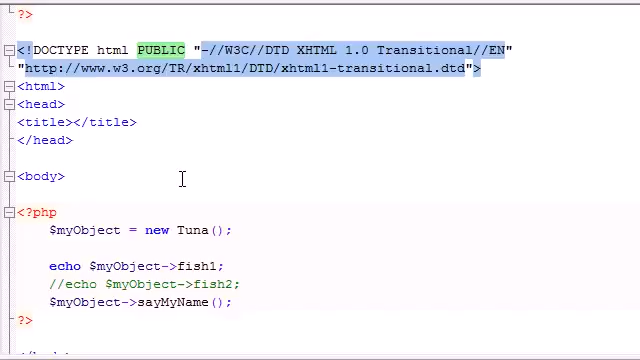 ?>
<!DOCTYPE html PUBLIC "-//W3C//DTD XHTML 1.0 Transitional//EN"
"http://www.w3.org/TR/xhtml1/DTD/xhtml1-transitional.dtd">
<html>
<head>
<title></title>
</head>
<body>
<?php
$myObject = new Tuna();
echo $myObject->fish1;
//echo $myObject->fish2;
$myObject->sayMyName();
?>